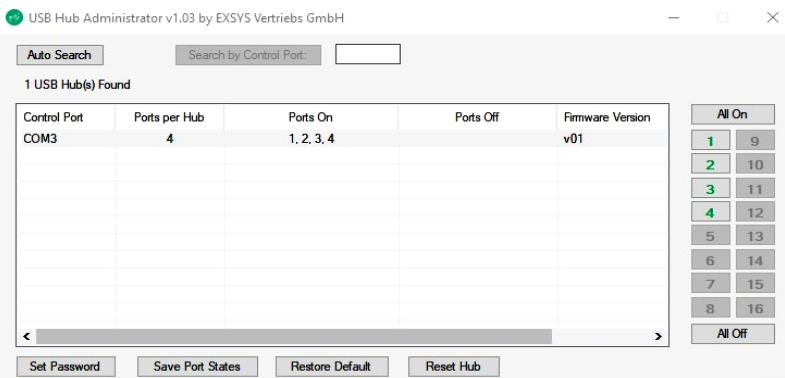 USB Hub Administrator v1.03 by EXSYS Vertriebs GmbH
Auto Search Search by Control Port:
1 USB Hub(s) Found
Control Port Ports per Hub Ports On Ports Off Firmware Version
COM3 4 1, 2, 3, 4 v01
All On
1 9
2 10
3 11
4 12
5 13
6 14
7 15
8 16
All Off
Set Password Save Port States Restore Default Reset Hub